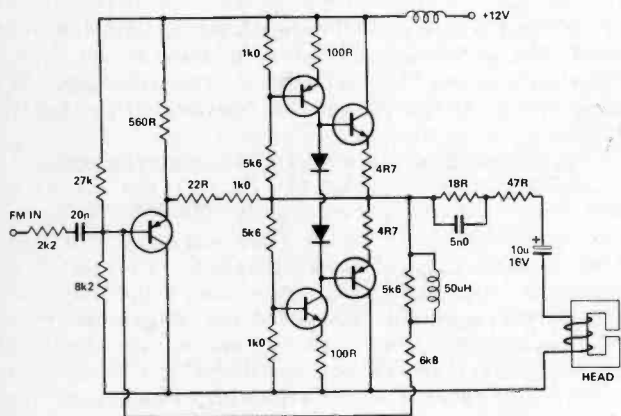 +12V
1k0
100R
560R
27k
5k6
4R7
22R
1k0
18R
47R
FM IN
20n
2k2
5k6
4R7
5n0
10u
16V
+
8k2
5k6
50uH
1k0
100R
6k8
HEAD